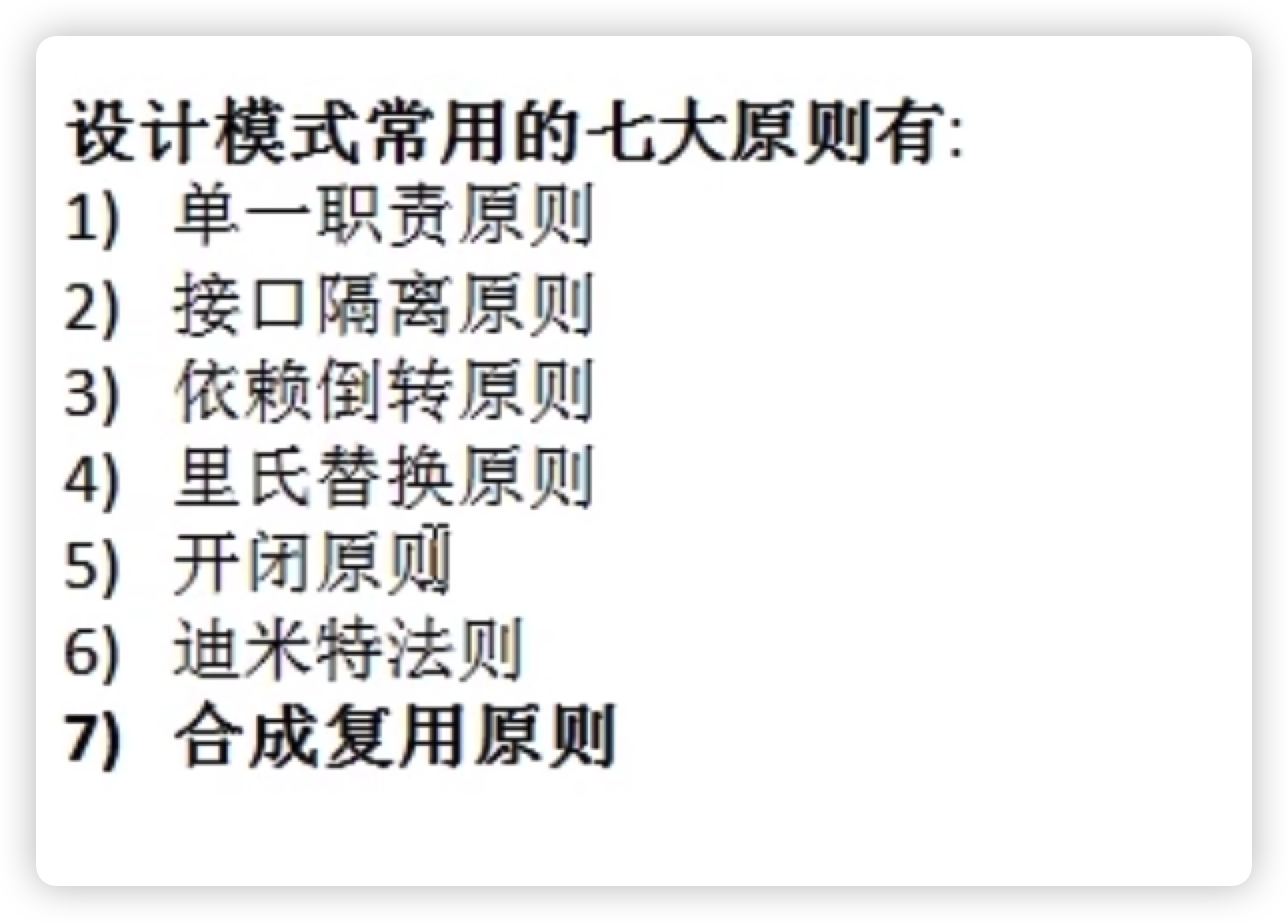 设计模式常用的七大原则有:
1) 单一职责原则
2) 接口隔离原则
3) 依赖倒转原则
4) 里氏替换原则
5) 开闭原则
6) 迪米特法则
7) 合成复用原则